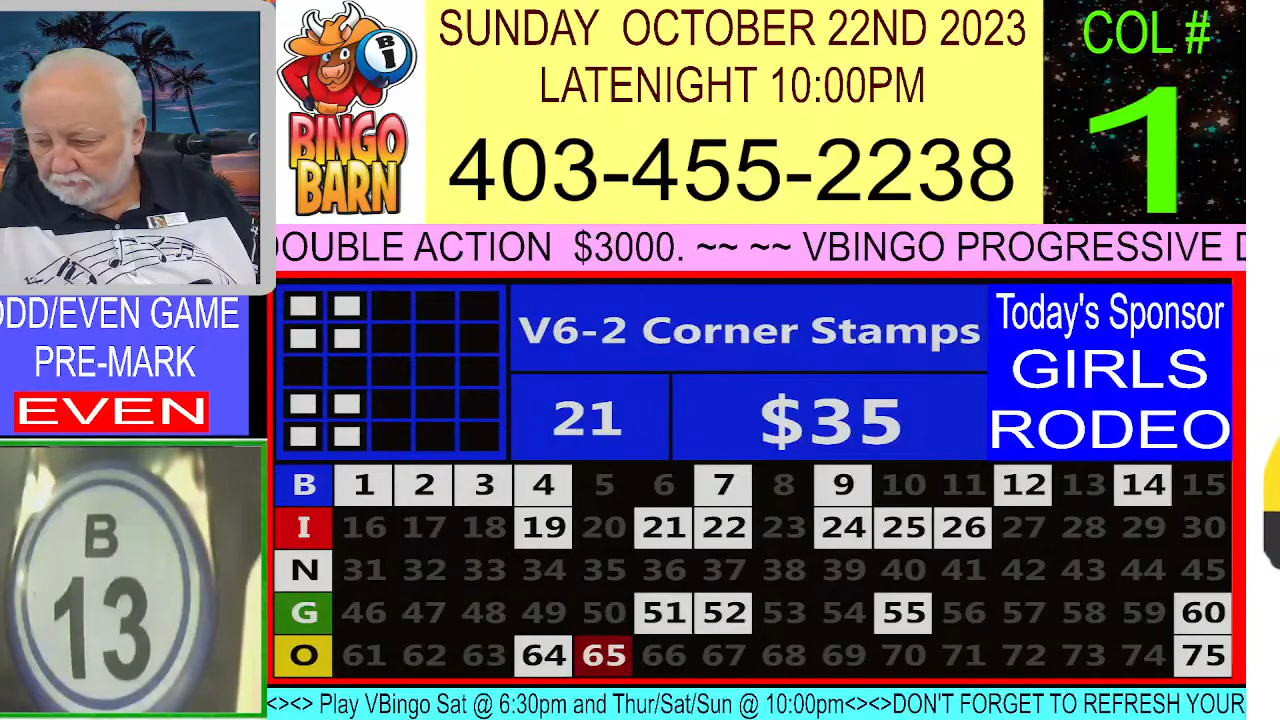 SUNDAY OCTOBER 22ND 2023
LATENIGHT 10:00PM
403-455-2238
COL #
1
BI
BINGO
BARN
DOUBLE ACTION $3000. ~~ ~~ VBINGO PROGRESSIVE D
ODD/EVEN GAME
PRE-MARK
EVEN
V6-2 Corner Stamps
21
$35
Today's Sponsor
GIRLS
RODEO
B 1 2 3 4 5 6 7 8 9 10 11 12 13 14 15
I 16 17 18 19 20 21 22 23 24 25 26 27 28 29 30
N 31 32 33 34 35 36 37 38 39 40 41 42 43 44 45
G 46 47 48 49 50 51 52 53 54 55 56 57 58 59 60
O 61 62 63 64 65 66 67 68 69 70 71 72 73 74 75
B
13
<><> Play VBingo Sat @ 6:30pm and Thur/Sat/Sun @ 10:00pm<><>DON'T FORGET TO REFRESH YOUR